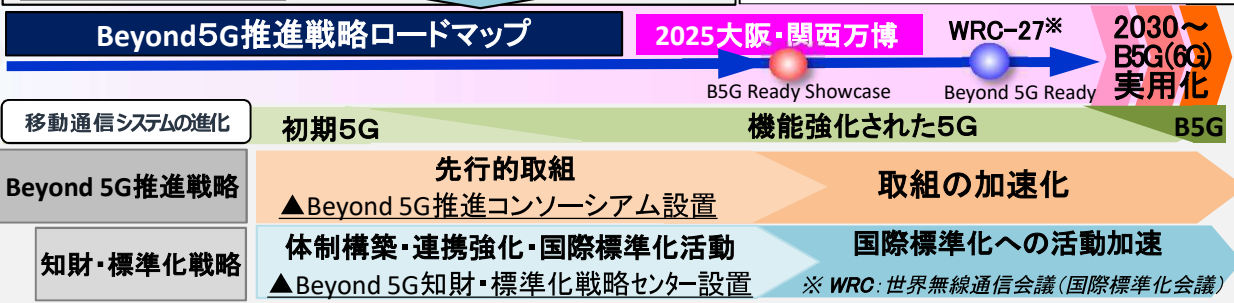 Beyond5G推進戦略ロードマップ
2025大阪・関西万博
WRC-27※
2030~
B5G(6G)
実用化
B5G Ready Showcase
Beyond 5G Ready
移動通信システムの進化
初期5G
機能強化された5G
B5G
Beyond 5G推進戦略
先行的取組
▲Beyond 5G推進コンソーシアム設置
取組の加速化
知財・標準化戦略
体制構築・連携強化・国際標準化活動
▲Beyond 5G知財・標準化戦略センター設置
国際標準化への活動加速
※ WRC:世界無線通信会議(国際標準化会議)